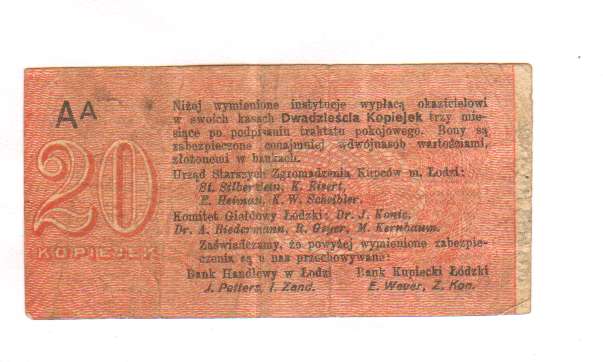 AA
20
KOPIEJEK
Niżej wymienione instytucje wypłacą okazicielowi
w swoich kasach Dwadzieścia Kopiejek trzy mie-
siące po podpisaniu traktatu pokojowego. Bony są
zabezpieczone conajmniej wdwójnasób wartościami,
złożonemi w bankach.
Urząd Starszych Zgromadzenia Kupców m. Łodzi:
St. Silberstein, K. Eisert,
E. Heiman, K. W. Scheibler.
Komitet Giełdowy Łódzki: Dr. J. Konic,
Dr. A. Biedermann, R. Geyer, M. Kernbaum.
Zaświadczamy, że powyżej wymienione zabezpie-
czenia są u nas przechowywane:
Bank Handlowy w Łodzi Bank Kupiecki Łódzki
J. Petters, I. Zand. E. Wever, Z. Kon.